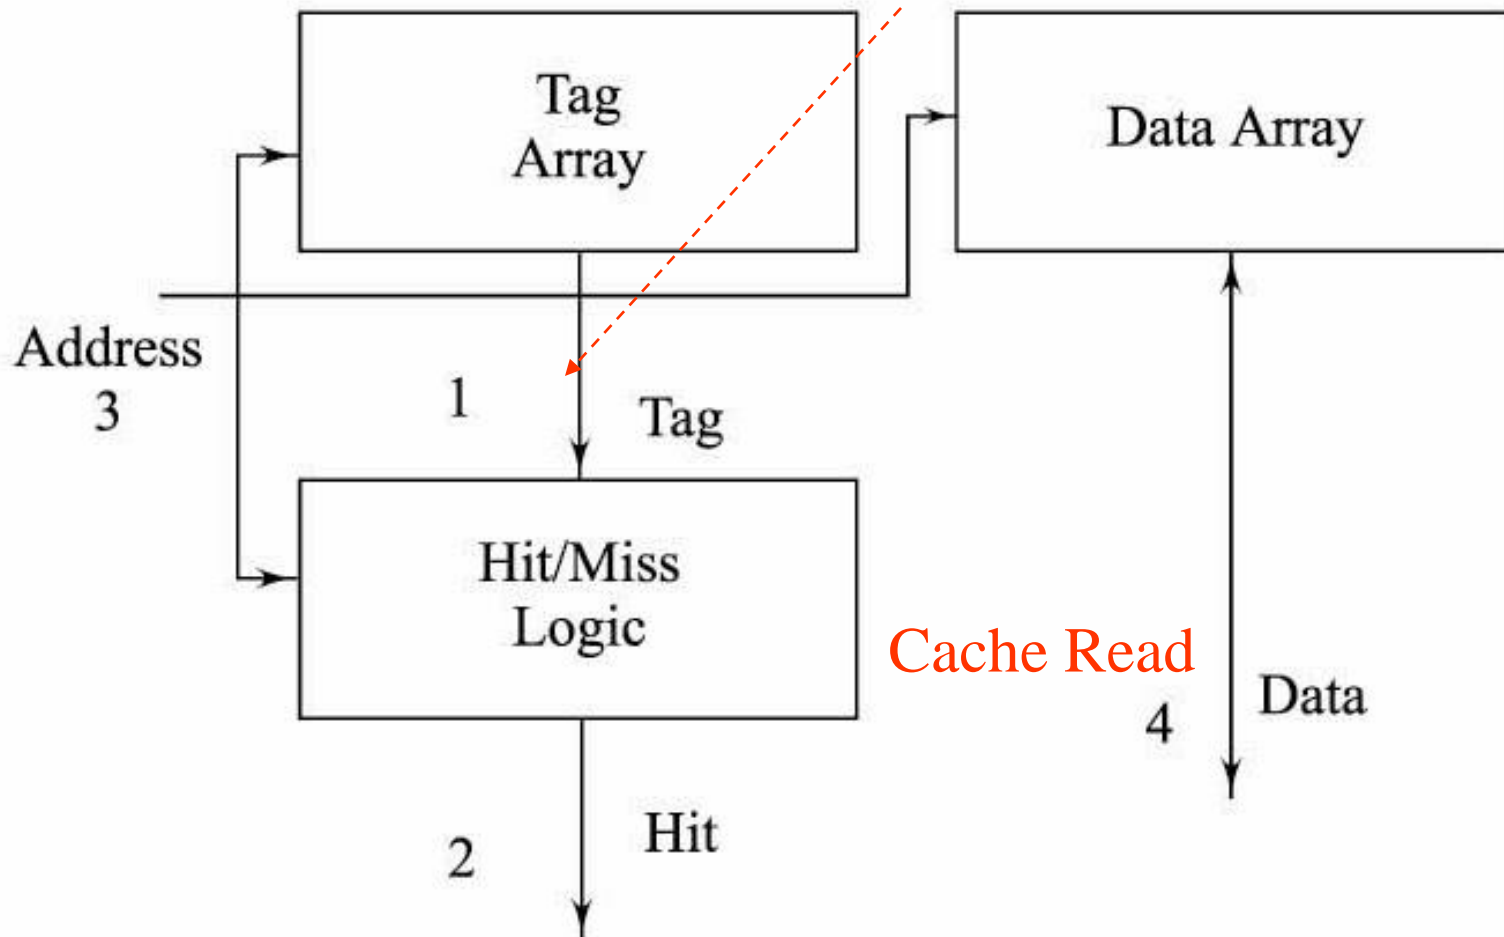 Tag
Array
Data Array
Address
3
1
Tag
Hit/Miss
Logic
Cache Read
4
Data
2
Hit